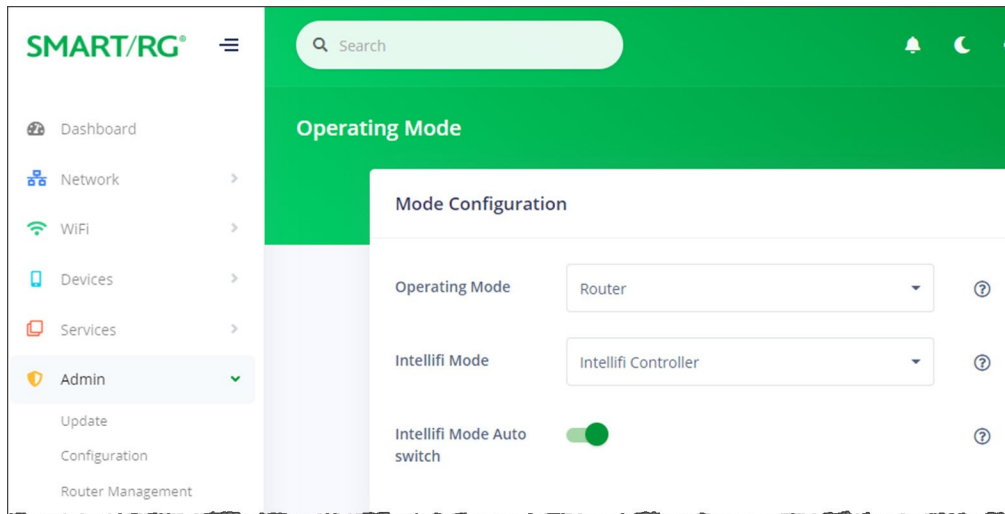 SMART/RG®
Search
Dashboard
Network
WiFi
Devices
Services
Admin
Update
Configuration
Router Management
Operating Mode
Mode Configuration
Operating Mode
Router
Intellifi Mode
Intellifi Controller
Intellifi Mode Auto
switch